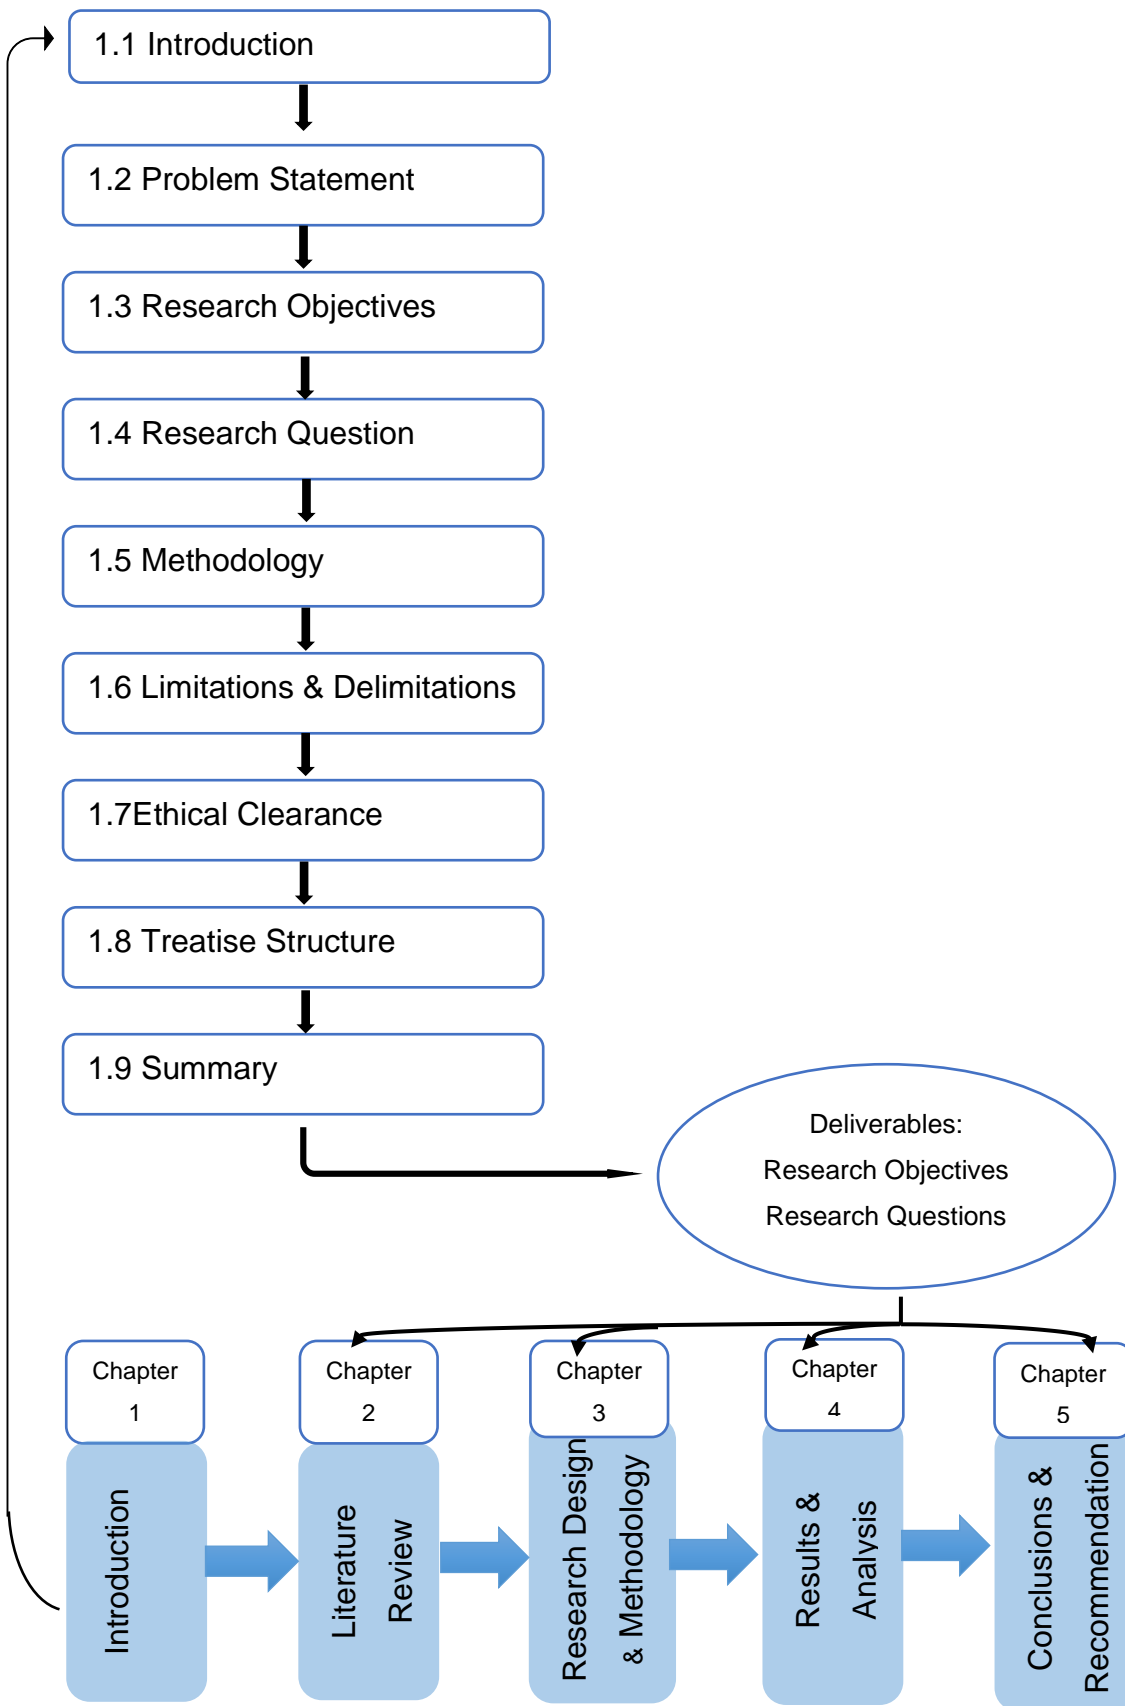 1.1 Introduction
1.2 Problem Statement
1.3 Research Objectives
1.4 Research Question
1.5 Methodology
1.6 Limitations & Delimitations
1.7Ethical Clearance
1.8 Treatise Structure
1.9 Summary
Deliverables:
Research Objectives
Research Questions
Chapter
1
Introduction
Chapter
2
Literature
Review
Chapter
3
Research Design
& Methodology
Chapter
4
Results &
Analysis
Chapter
5
Conclusions &
Recommendation